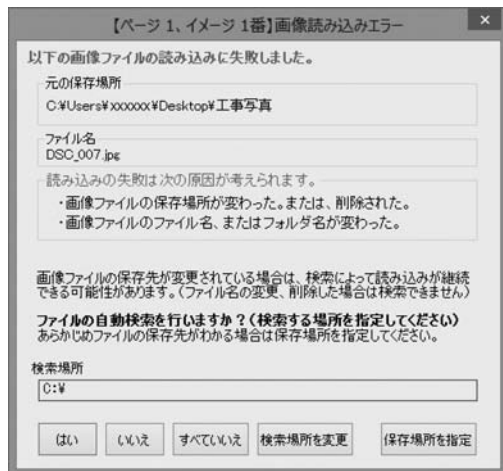 【ページ 1、イメージ 1番】画像読み込みエラー
×
以下の画像ファイルの読み込みに失敗しました。
元の保存場所
C:¥Users¥xxxxxx¥Desktop¥工事写真
ファイル名
DSC_007.jpg
読み込みの失敗は次の原因が考えられます。
・画像ファイルの保存場所が変わった。または、削除された。
・画像ファイルのファイル名、またはフォルダ名が変わった。
画像ファイルの保存先が変更されている場合は、検索によって読み込みが継続
できる可能性があります。(ファイル名の変更、削除した場合は検索できません)
ファイルの自動検索を行いますか？(検索する場所を指定してください)
あらかじめファイルの保存先がわかる場合は保存場所を指定してください。
検索場所
C:¥
はい いいえ すべていいえ 検索場所を変更 保存場所を指定